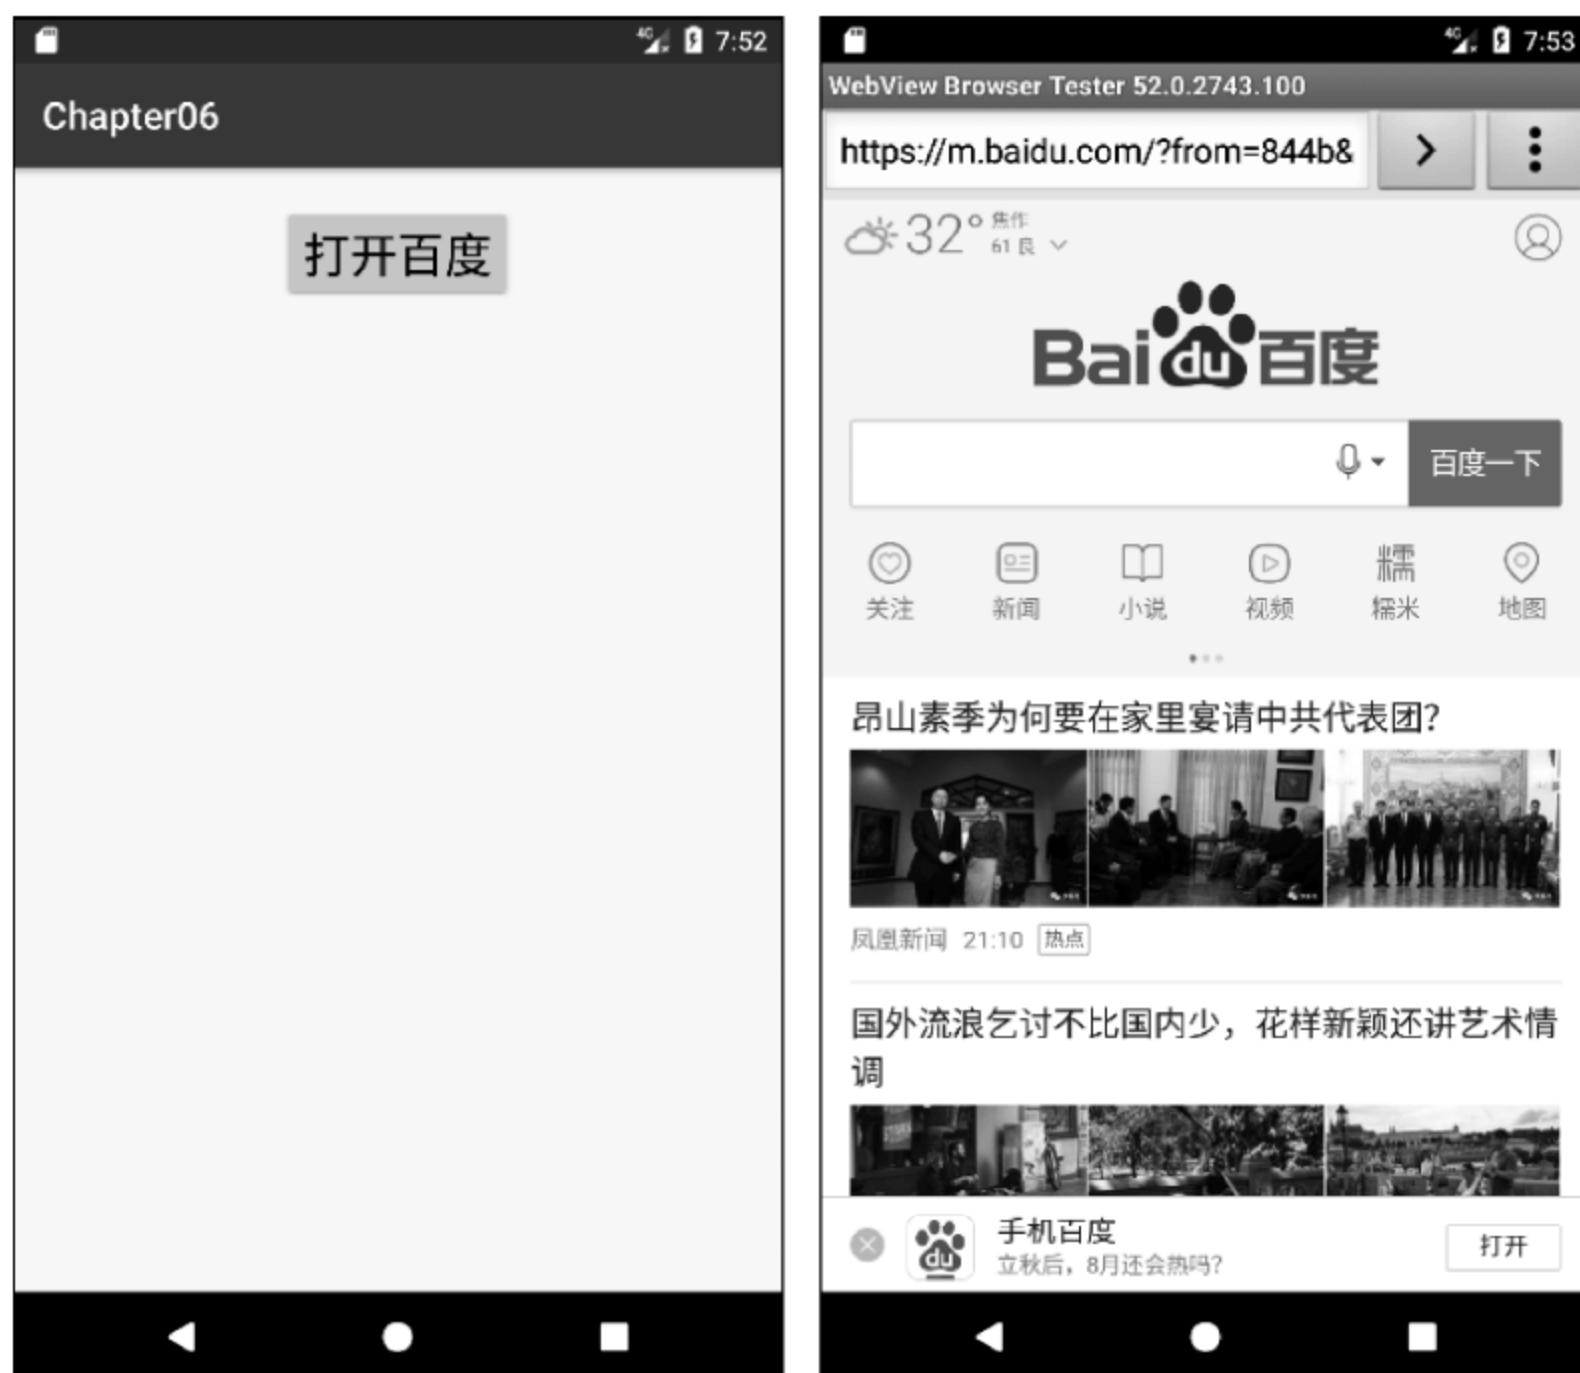 4G 7:52
Chapter06
打开百度
4G 7:53
WebView Browser Tester 52.0.2743.100
https://m.baidu.com/?from=844b&
32° 焦作
61 良
Bai du 百度
百度一下
糯
关注 新闻 小说 视频 糯米 地图
昂山素季为何要在家里宴请中共代表团?
凤凰新闻 21:10 热点
国外流浪乞讨不比国内少，花样新颖还讲艺术情
调
du
手机百度
立秋后，8月还会热吗?
打开